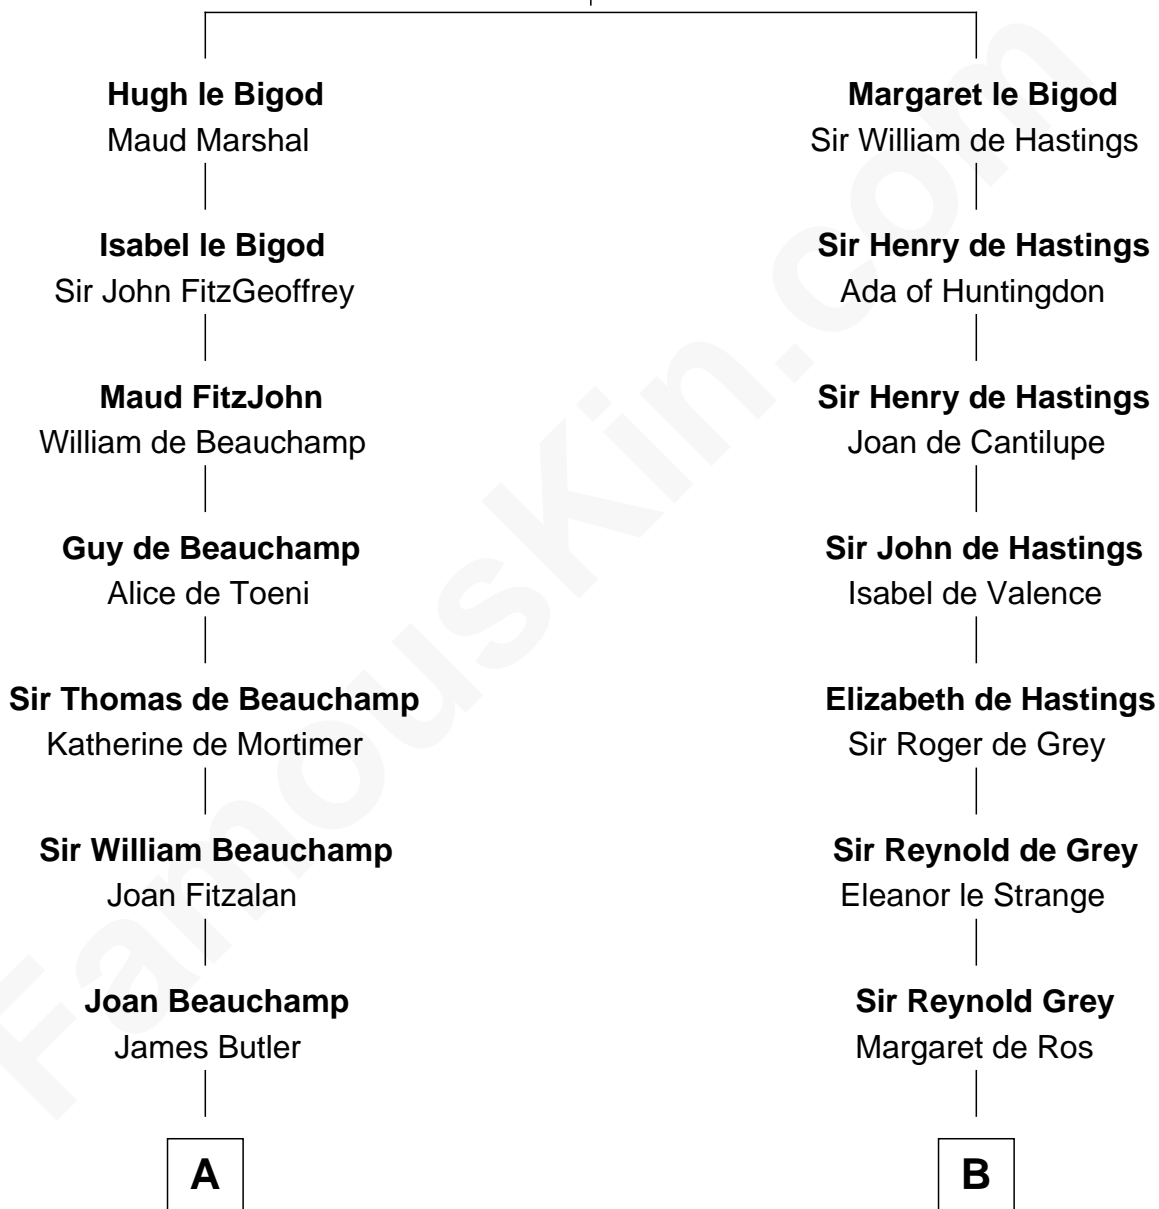 Hugh le Bigod
Maud Marshal
Isabel le Bigod
Sir John FitzGeoffrey
Maud FitzJohn
William de Beauchamp
Guy de Beauchamp
Alice de Toeni
Sir Thomas de Beauchamp
Katherine de Mortimer
Sir William Beauchamp
Joan Fitzalan
Joan Beauchamp
James Butler
A
Margaret le Bigod
Sir William de Hastings
Sir Henry de Hastings
Ada of Huntingdon
Sir Henry de Hastings
Joan de Cantilupe
Sir John de Hastings
Isabel de Valence
Elizabeth de Hastings
Sir Roger de Grey
Sir Reynold de Grey
Eleanor le Strange
Sir Reynold Grey
Margaret de Ros
B
FamousKin.com